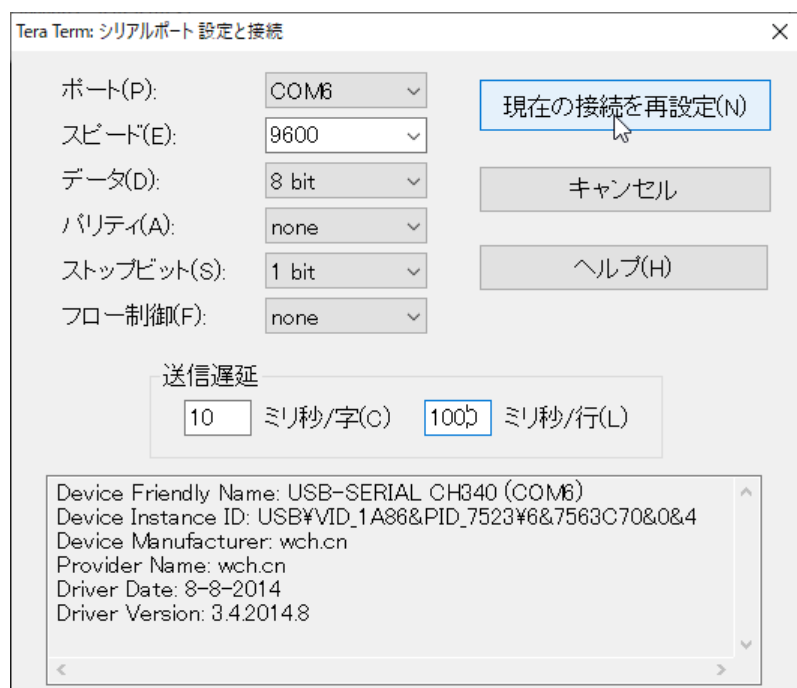 Tera Term: シリアルポート 設定と接続
ポート(P): COM6
現在の接続を再設定(N)
スピード(E): 9600
データ(D): 8 bit
キャンセル
パリティ(A): none
ストップビット(S): 1 bit
ヘルプ(H)
フロー制御(F): none
送信遅延
10 ミリ秒/字(C) 1000 ミリ秒/行(L)
Device Friendly Name: USB-SERIAL CH340 (COM6)
Device Instance ID: USB¥VID_1A86&PID_7523¥6&7563C70&0&4
Device Manufacturer: wch.cn
Provider Name: wch.cn
Driver Date: 8-8-2014
Driver Version: 3.4.2014.8